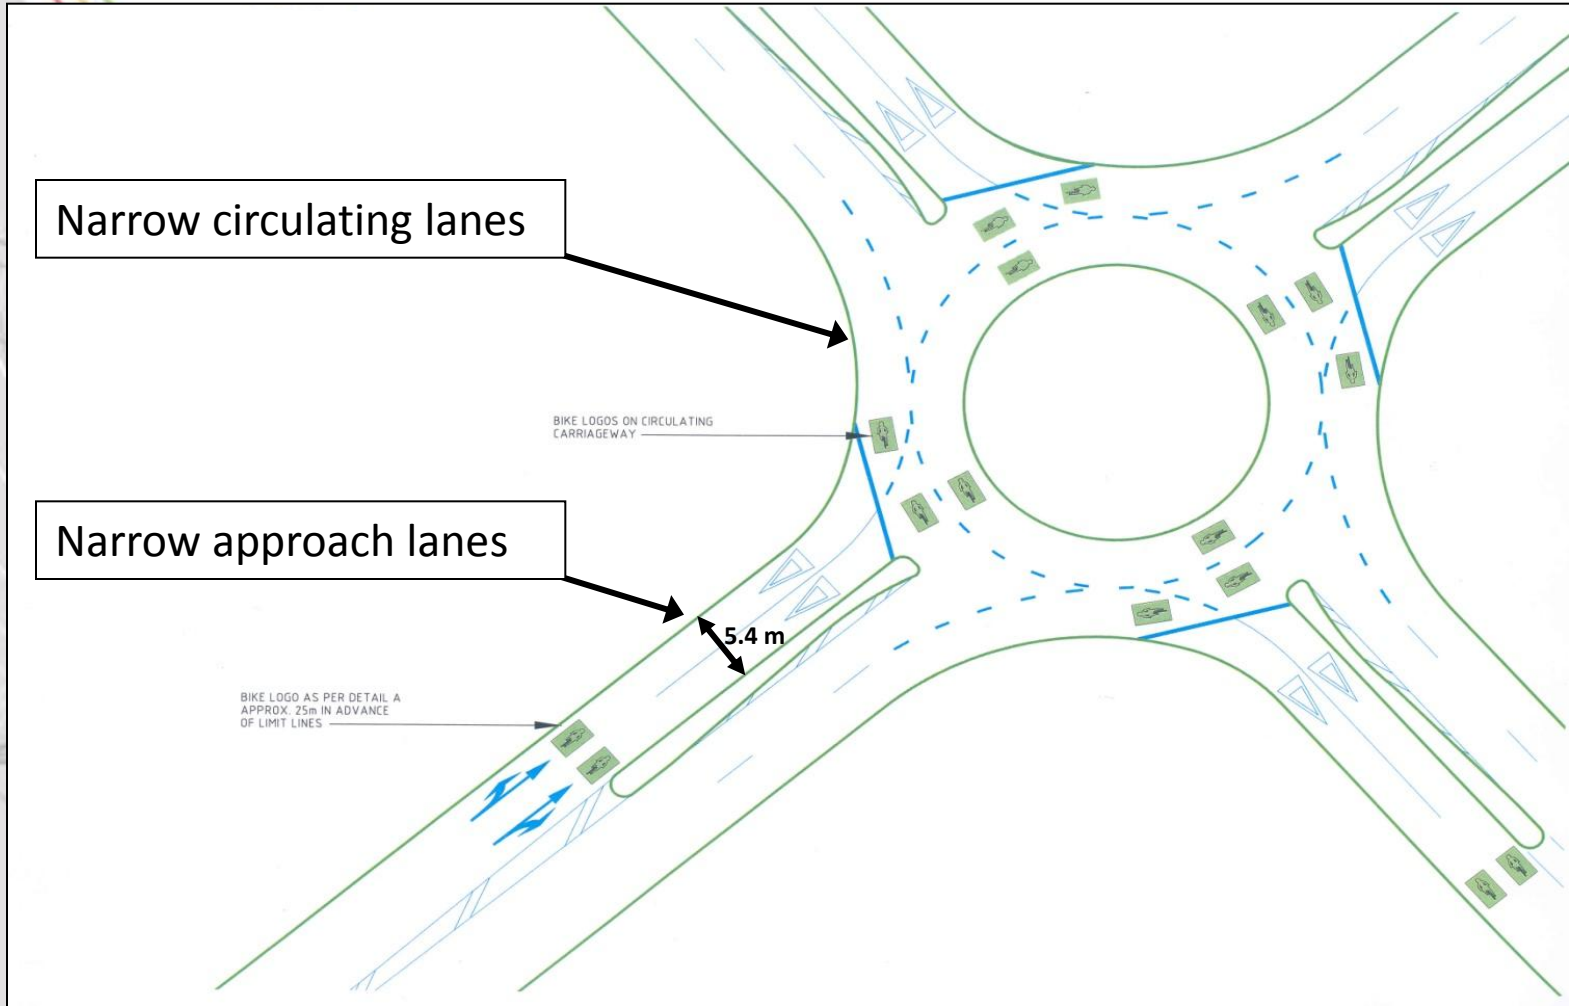 Narrow circulating lanes
BIKE LOGOS ON CIRCULATING
CARRIAGEWAY
Narrow approach lanes
5.4 m
BIKE LOGO AS PER DETAIL A
APPROX. 25m IN ADVANCE
OF LIMIT LINES